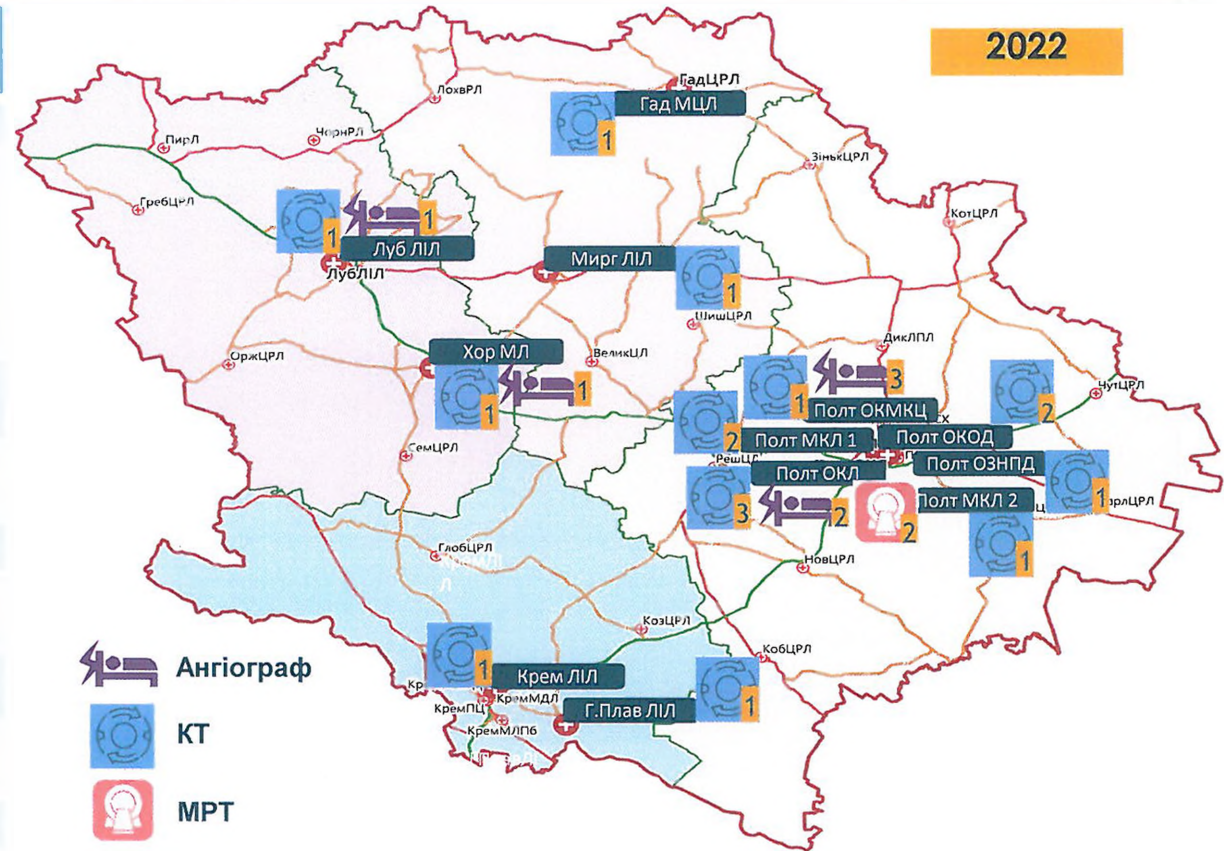 2022
ГадЦРЛ
Гад МЦЛ
1
ЛохвРЛ
ЧорнРЛ
ПирЛ
ЗіньЦРЛ
ГребЦРЛ
КотЦРЛ
1
1
Луб ЛІЛ
ЛубЛІЛ
Мирг ЛІЛ
1
ШишЦРЛ
ДикЛПЛ
Хор МЛ
ОржЦРЛ
ВеликЦЛ
1
1
1
3
2
ЧутЦРЛ
Полт ОКМКЦ
2
Полт МКЛ 1
Полт ОКОД
СемЦРЛ
Полт ОКЛ
Полт ОЗНПД
3
2
2
Полт МКЛ 2
1
1
ГлобЦРЛ
НовЦРЛ
КозЦРЛ
КобЦРЛ
1
Крем ЛІЛ
КремМДЛ
КремПЦ
КремМЛПб
Г.Плав ЛІЛ
1
Ангіограф
КТ
МРТ